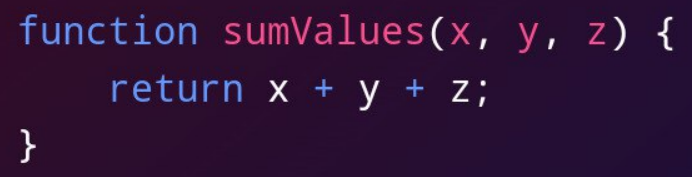 function sumValues(x, y, z) {
    return x + y + z;
}